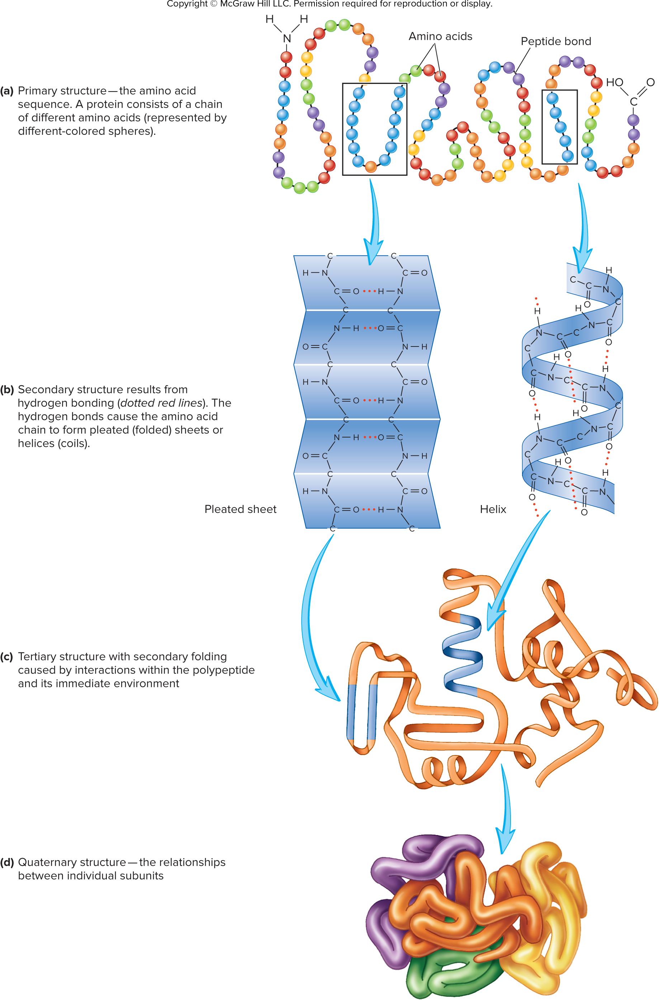 Copyright © McGraw Hill LLC. Permission required for reproduction or display.
H H
N
Amino acids
Peptide bond
HO O
C
(a) Primary structure—the amino acid
sequence. A protein consists of a chain
of different amino acids (represented by
different-colored spheres).
C C
H N C O
C O H N
C C
N H O C
O C N H
C C
H N C O
C O H N
C C
N H O C
O C N H
C C
H N C O
C O H N
C C
H
C C N
O C
H H
N C C N C
O
C O
H H
C N C C N
O O C
H H
N C C N C
C O O
H H
C N C C N
O O
(b) Secondary structure results from
hydrogen bonding (dotted red lines). The
hydrogen bonds cause the amino acid
chain to form pleated (folded) sheets or
helices (coils).
Pleated sheet
Helix
(c) Tertiary structure with secondary folding
caused by interactions within the polypeptide
and its immediate environment
(d) Quaternary structure—the relationships
between individual subunits